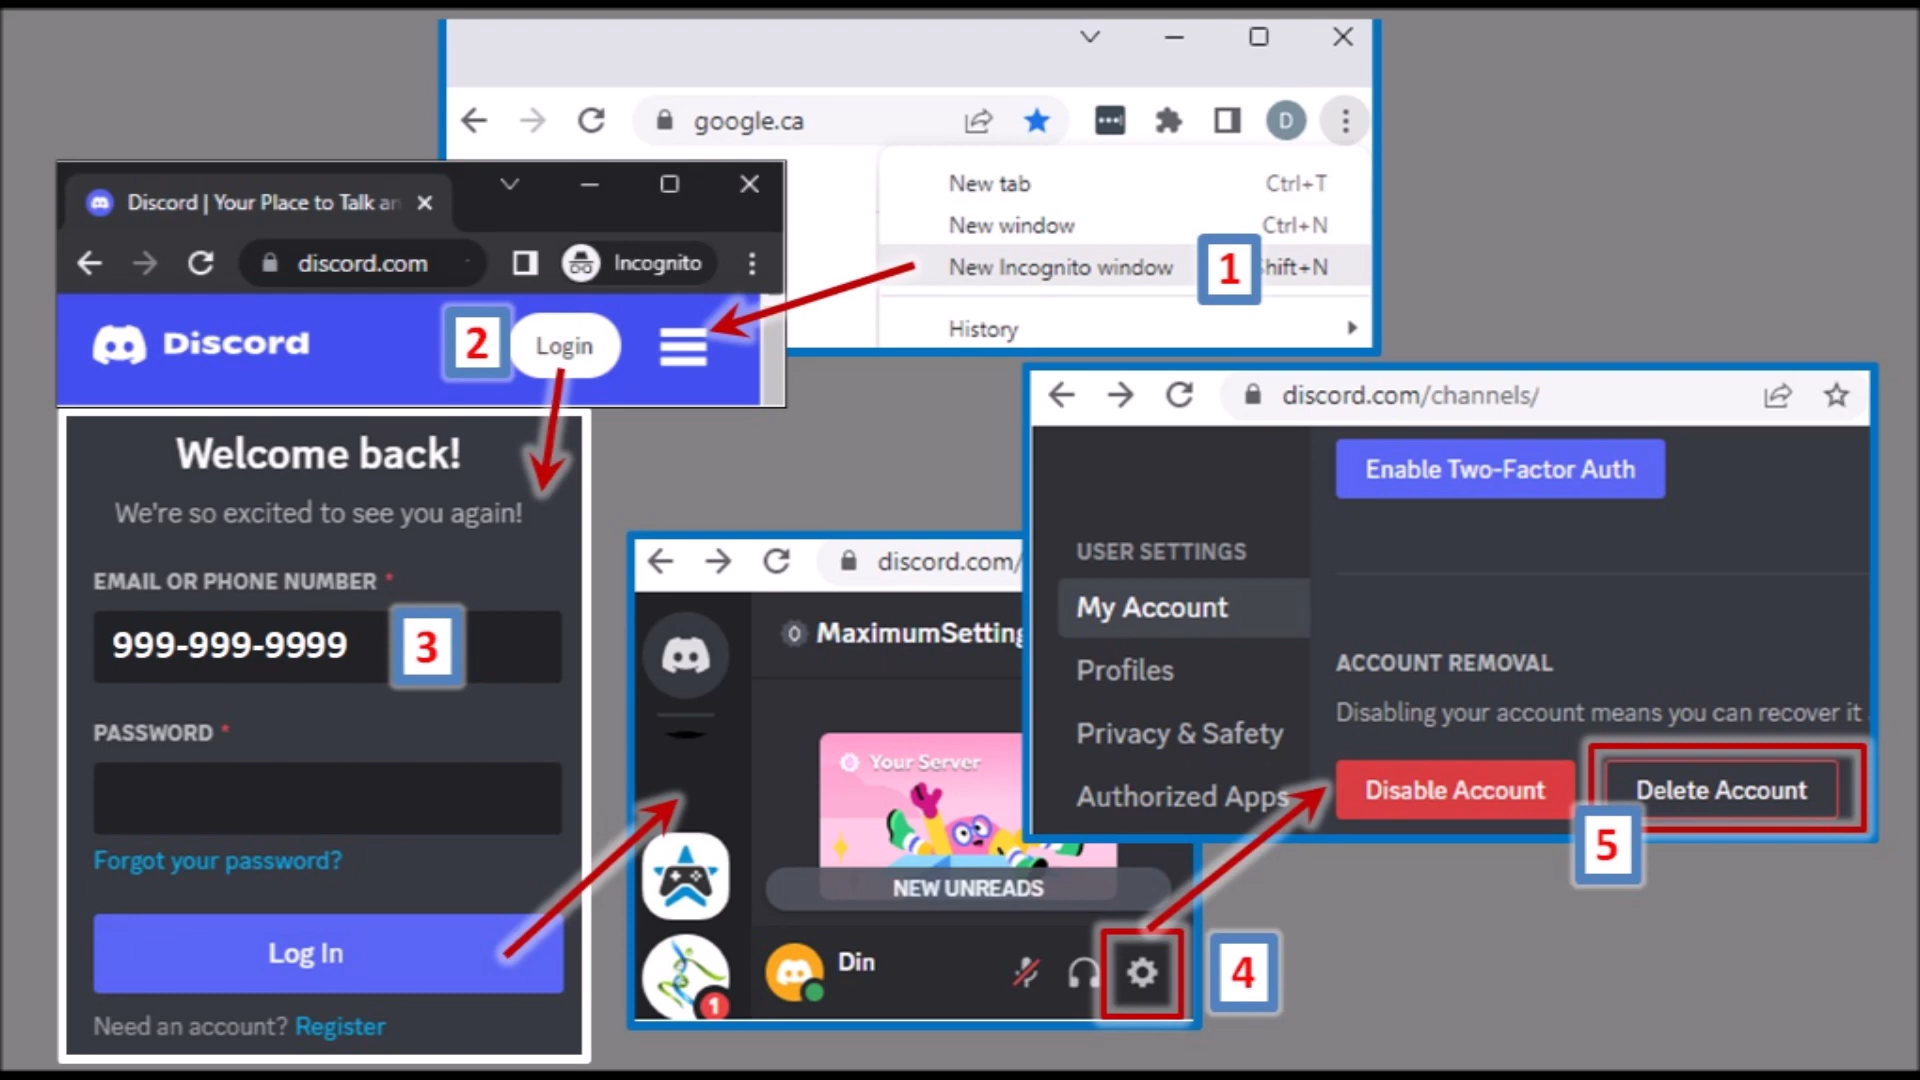 google.ca
D
New tab Ctrl+T
New window Ctrl+N
New Incognito window 1 hift+N
History
Discord | Your Place to Talk an
discord.com Incognito
Discord 2 Login
Welcome back!
We're so excited to see you again!
EMAIL OR PHONE NUMBER *
999-999-9999 3
PASSWORD *
Forgot your password?
Log In
Need an account? Register
discord.com/
MaximumSetting
Your Server
NEW UNREADS
Din
1
4
discord.com/channels/
Enable Two-Factor Auth
USER SETTINGS
My Account
Profiles
Privacy & Safety
Authorized Apps
ACCOUNT REMOVAL
Disabling your account means you can recover it
Disable Account Delete Account
5